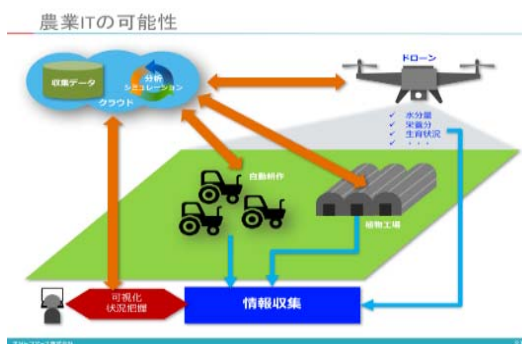 農業ITの可能性
ドローン
収集データ
分析
シミュレーション
クラウド
✓ 水分量
✓ 栄養分
✓ 生育状況
✓ ・・・
自動耕作
植物工場
可視化
状況把握
情報収集